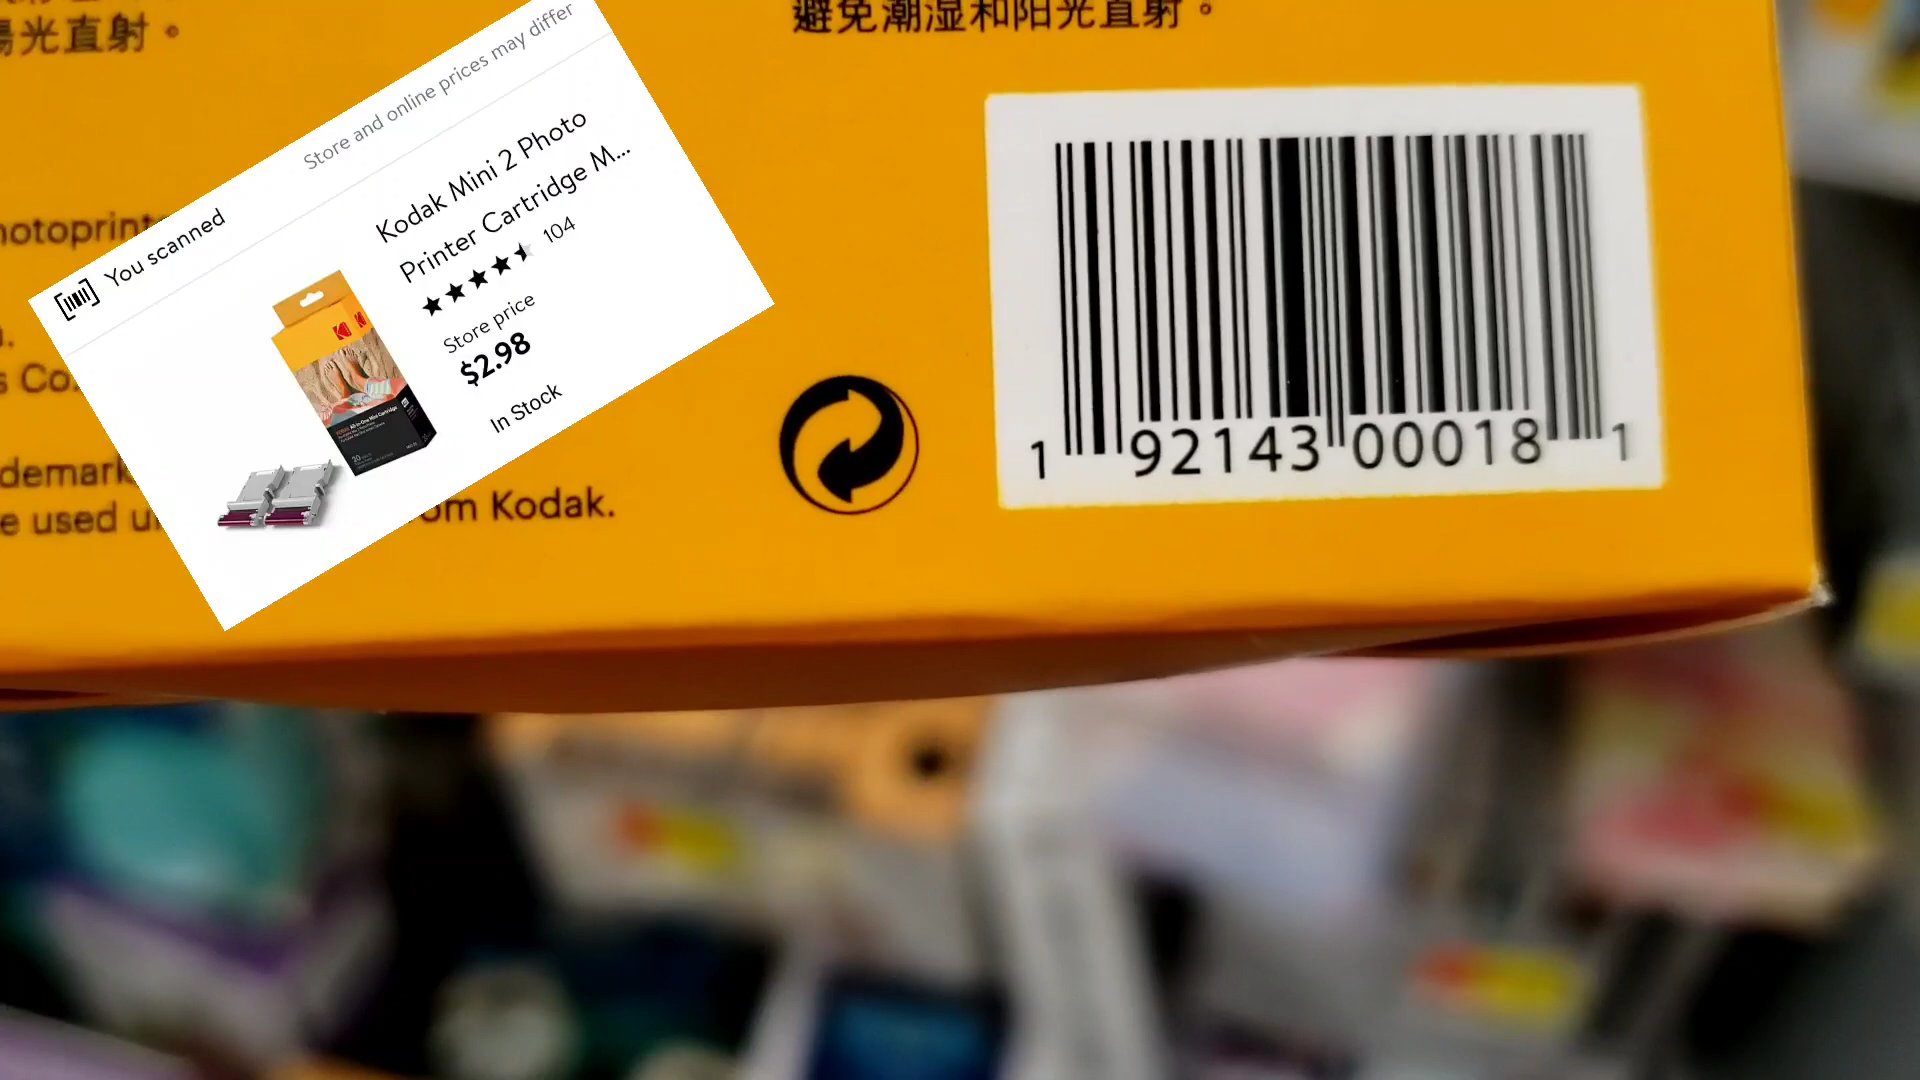 陽光直射。
避免潮湿和阳光直射。
Store and online prices may differ
You scanned
Kodak Mini 2 Photo
Printer Cartridge M...
104
Store price
$2.98
In Stock
s Co.
demark
e used u
om Kodak.
1 92143 00018 1